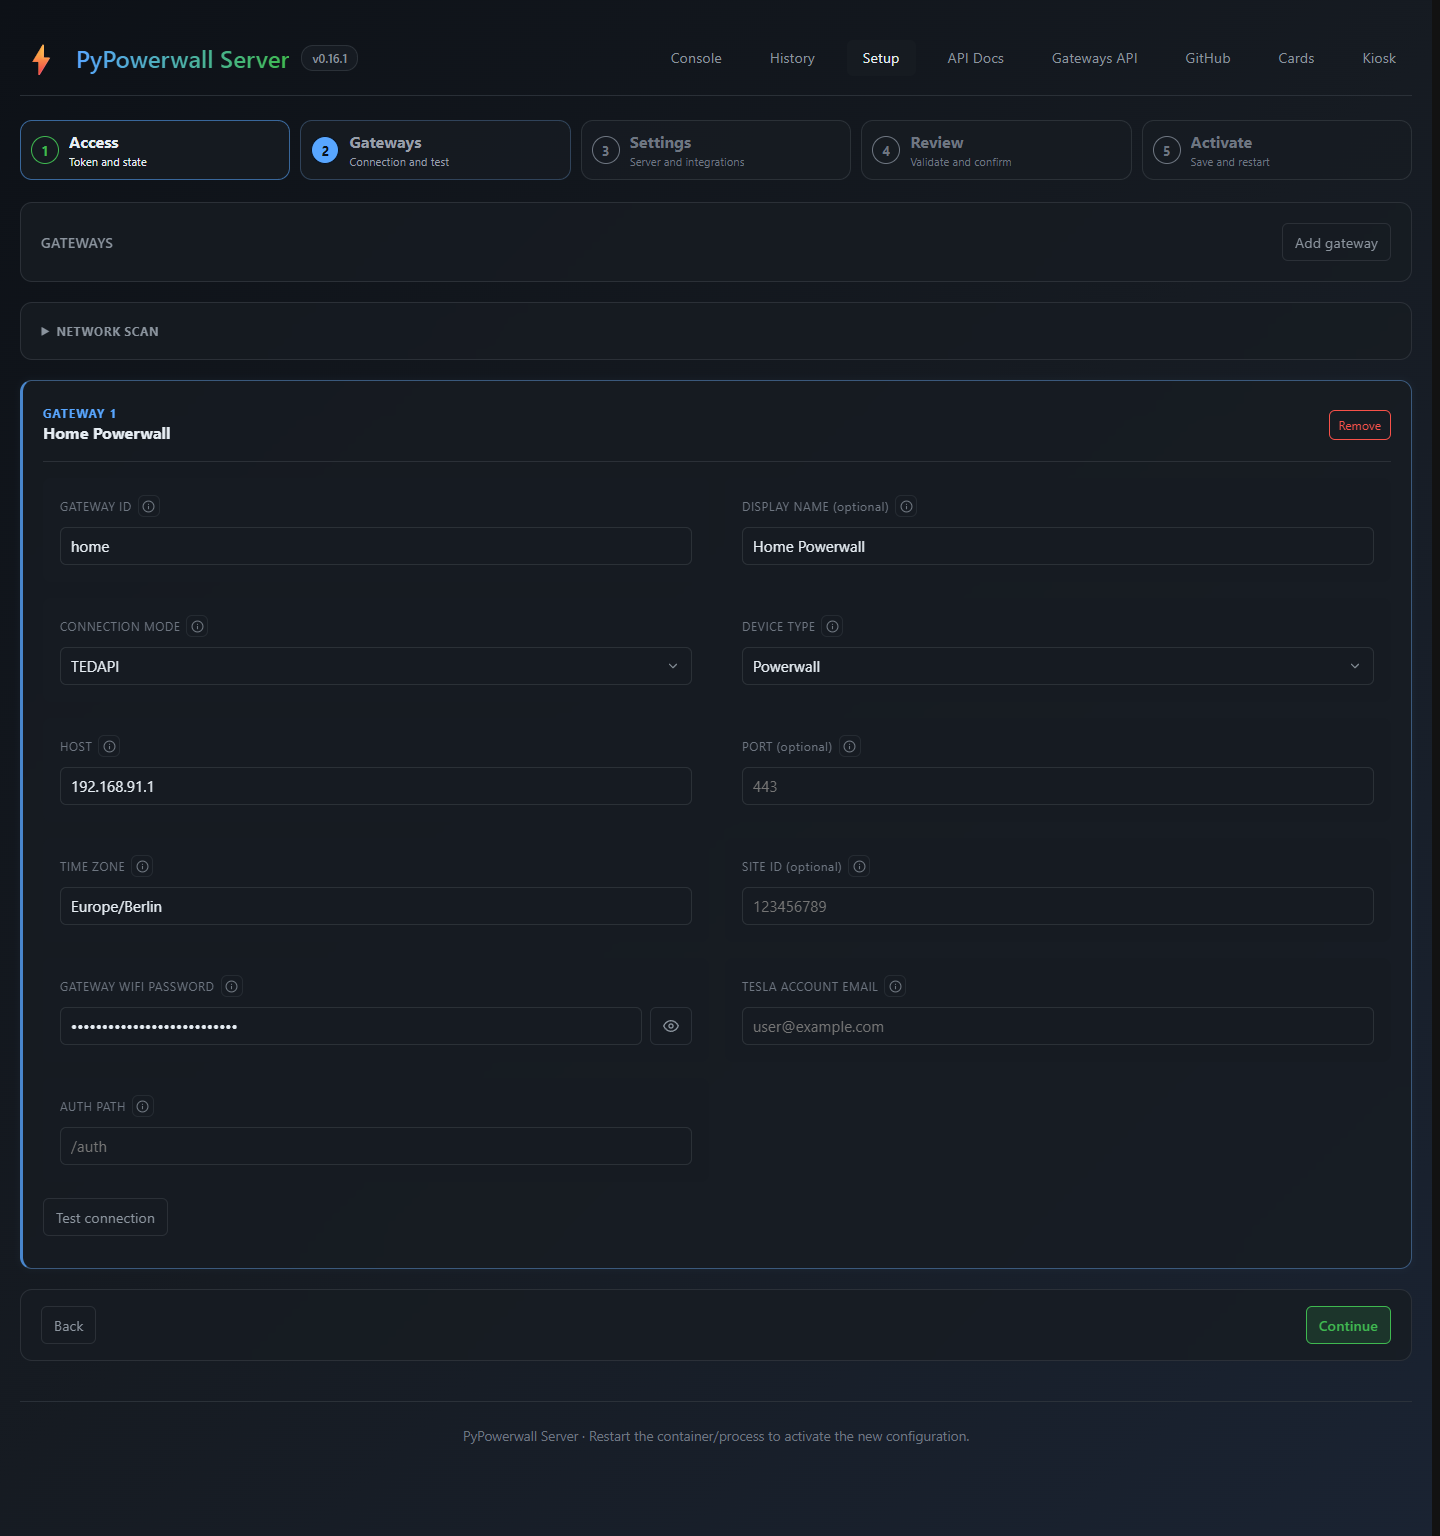 PyPowerwall Server v0.16.1
Console History Setup API Docs Gateways API GitHub Cards Kiosk
1 Access
Token and state
2 Gateways
Connection and test
3 Settings
Server and integrations
4 Review
Validate and confirm
5 Activate
Save and restart
GATEWAYS
Add gateway
NETWORK SCAN
GATEWAY 1
Home Powerwall
Remove
GATEWAY ID
home
DISPLAY NAME (optional)
Home Powerwall
CONNECTION MODE
TEDAPI
DEVICE TYPE
Powerwall
HOST
192.168.91.1
PORT (optional)
443
TIME ZONE
Europe/Berlin
SITE ID (optional)
123456789
GATEWAY WIFI PASSWORD
•••••••••••••••••••••••••••
TESLA ACCOUNT EMAIL
user@example.com
AUTH PATH
/auth
Test connection
Back
Continue
PyPowerwall Server · Restart the container/process to activate the new configuration.